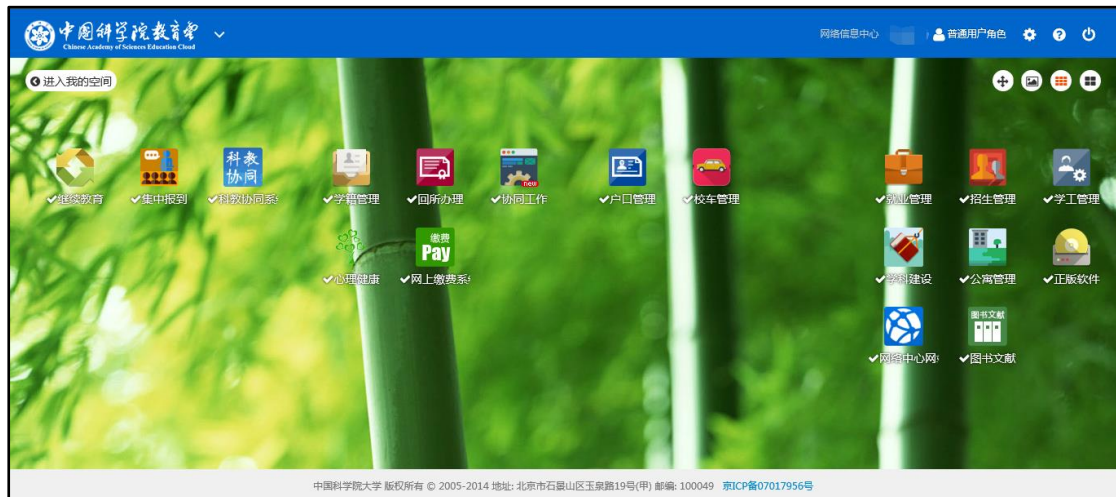 中国科学院教育云
Chinese Academy of Sciences Education Cloud
网络信息中心
普通用户角色
进入我的空间
继续教育
集中报到
科教
协同
科教协同系
学籍管理
回所办理
new
协同工作
户口管理
校车管理
就业管理
招生管理
学工管理
心理健康
缴费
Pay
网上缴费系
学科建设
公寓管理
正版软件
网络中心网
图书文献
图书文献
中国科学院大学 版权所有 © 2005-2014 地址: 北京市石景山区玉泉路19号(甲) 邮编: 100049 京ICP备07017956号